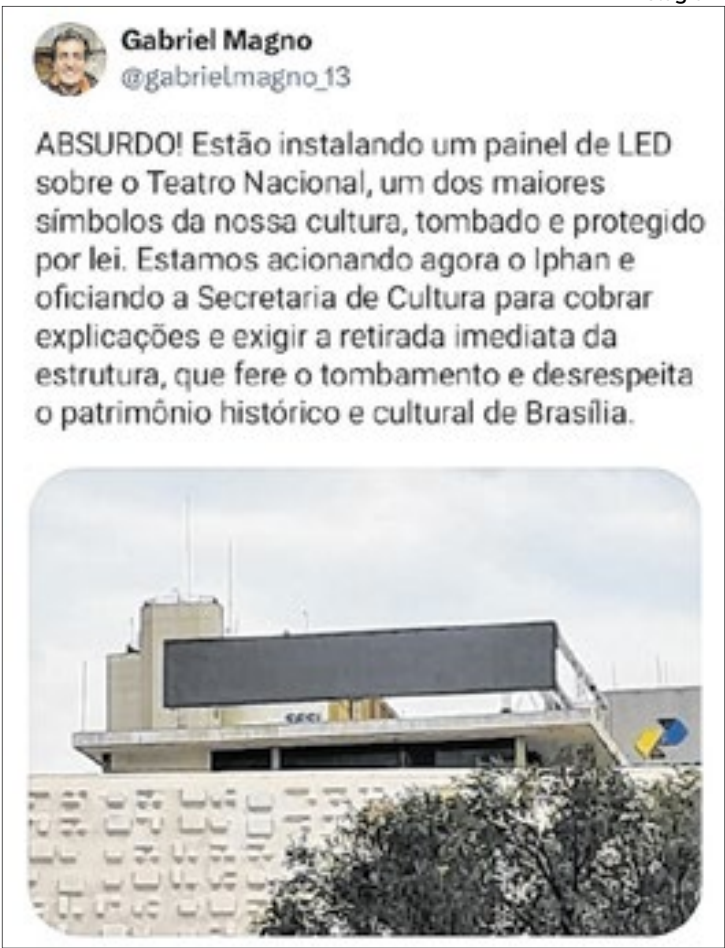 Gabriel Magno
@gabrielmagno_13
ABSURDO! Estão instalando um painel de LED
sobre o Teatro Nacional, um dos maiores
símbolos da nossa cultura, tombado e protegido
por lei. Estamos acionando agora o Iphan e
oficiando a Secretaria de Cultura para cobrar
explicações e exigir a retirada imediata da
estrutura, que fere o tombamento e desrespeita
o patrimônio histórico e cultural de Brasília.
SESI